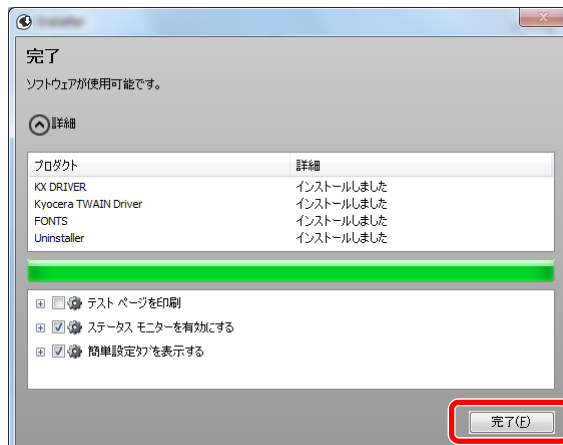 完了
ソフトウェアが使用可能です。
詳細
プロダクト 詳細
KX DRIVER インストールしました
Kyocera TWAIN Driver インストールしました
FONTS インストールしました
Uninstaller インストールしました
テスト ページを印刷
ステータス モニターを有効にする
簡単設定タブを表示する
完了(F)